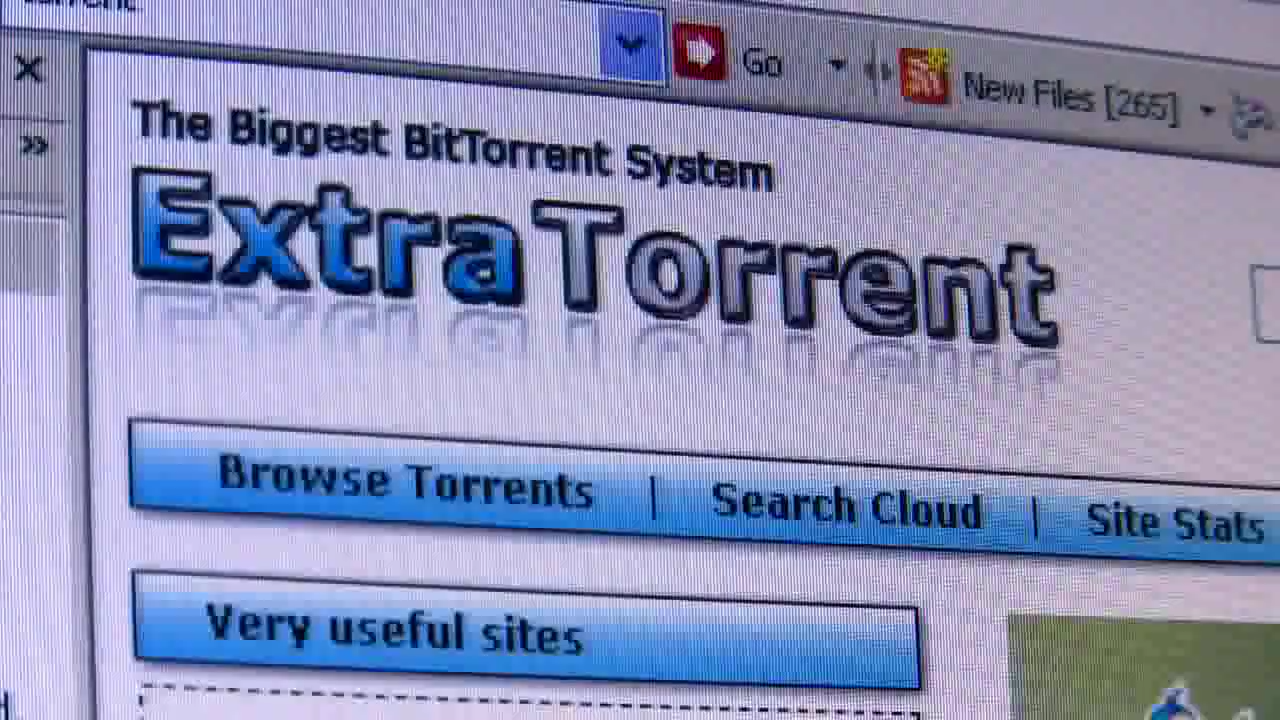 Go
New Files [265]
The Biggest BitTorrent System
ExtraTorrent
Browse Torrents | Search Cloud | Site Stats
Very useful sites